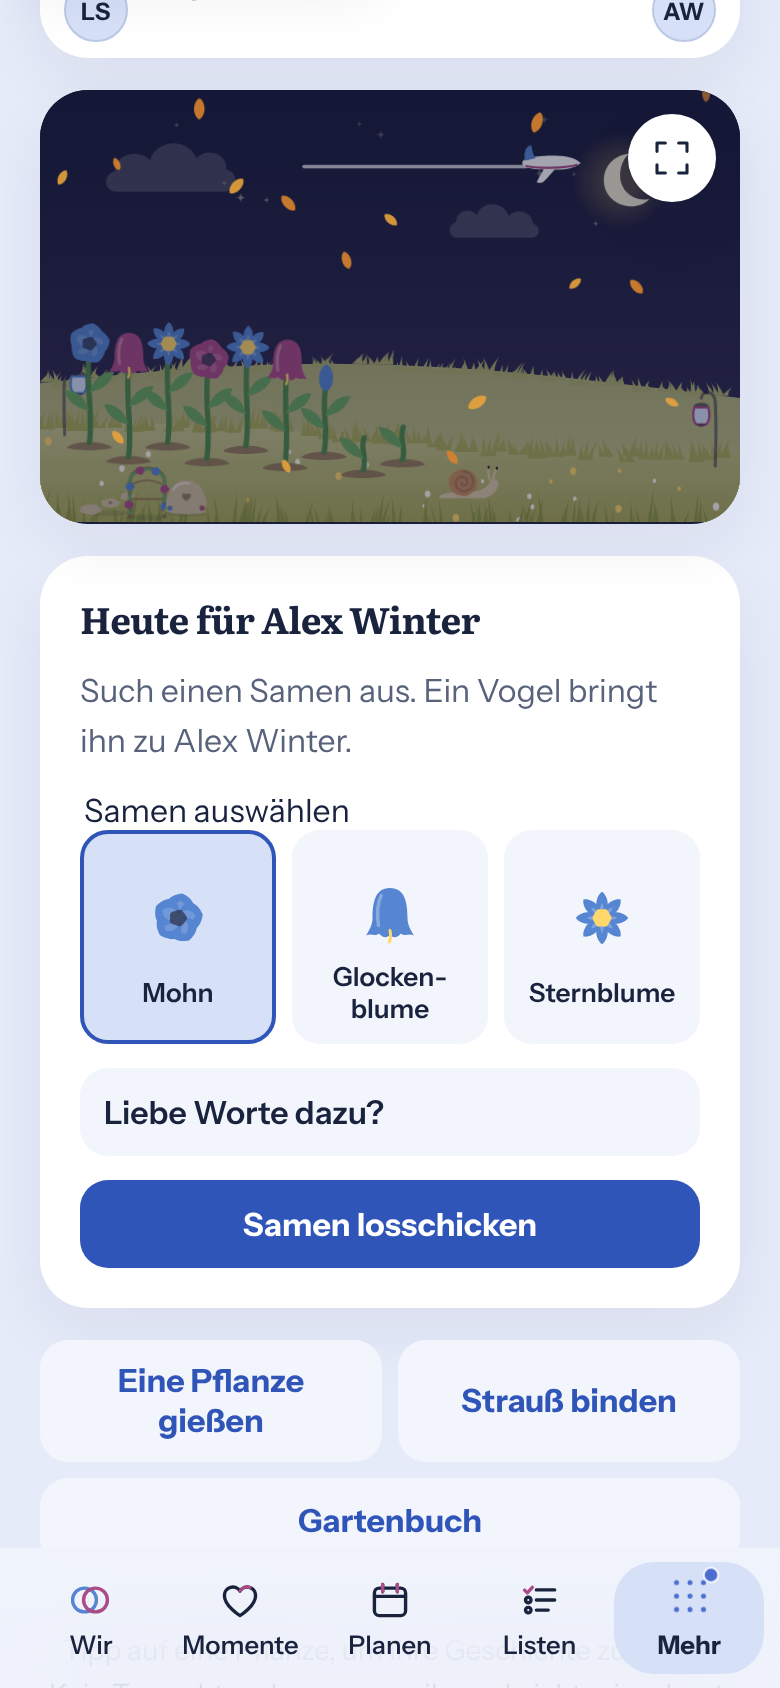 LS
AW
Heute für Alex Winter
Such einen Samen aus. Ein Vogel bringt
ihn zu Alex Winter.
Samen auswählen
Mohn
Glocken-
blume
Sternblume
Liebe Worte dazu?
Samen losschicken
Eine Pflanze
gießen
Strauß binden
Gartenbuch
Wir
Momente
Planen
Listen
Mehr